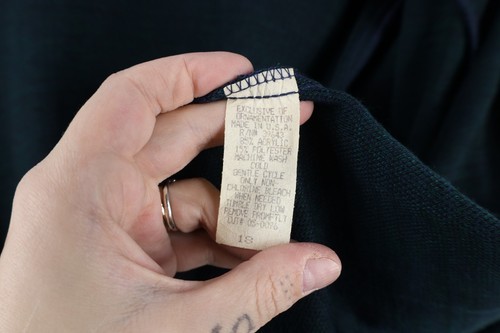 EXCLUSIVE OF
ORNAMENTATION
MADE IN U.S.A.
85% ACRYLIC
15% POLYESTER
MACHINE WASH
COLD
GENTLE CYCLE
ONLY NON-
CHLORINE BLEACH
WHEN NEEDED
TUMBLE DRY LOW
REMOVE PROMPTLY
CUT#
18